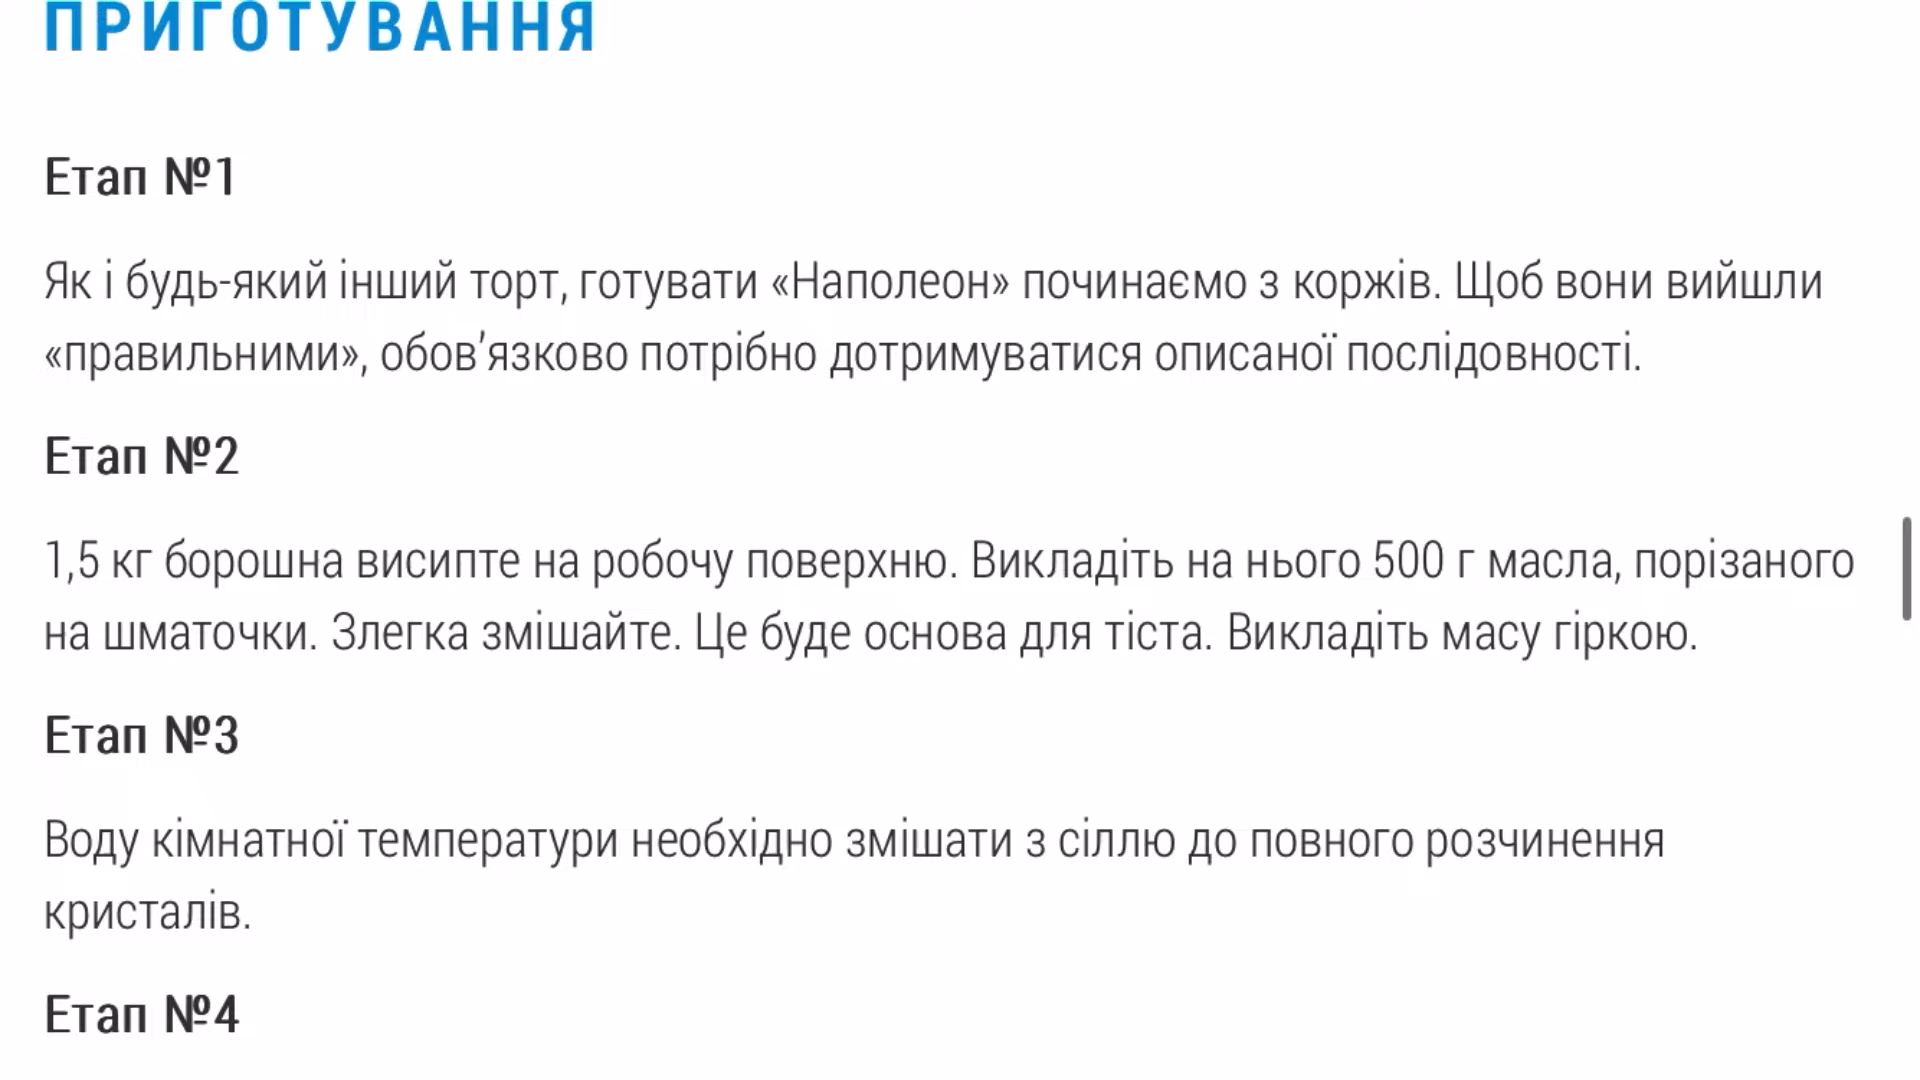 ПРИГОТУВАННЯ
Етап №1
Як і будь-який інший торт, готувати «Наполеон» починаємо з коржів. Щоб вони вийшли
«правильними», обов’язково потрібно дотримуватися описаної послідовності.
Етап №2
1,5 кг борошна висипте на робочу поверхню. Викладіть на нього 500 г масла, порізаного
на шматочки. Злегка змішайте. Це буде основа для тіста. Викладіть масу гіркою.
Етап №3
Воду кімнатної температури необхідно змішати з сіллю до повного розчинення
кристалів.
Етап №4